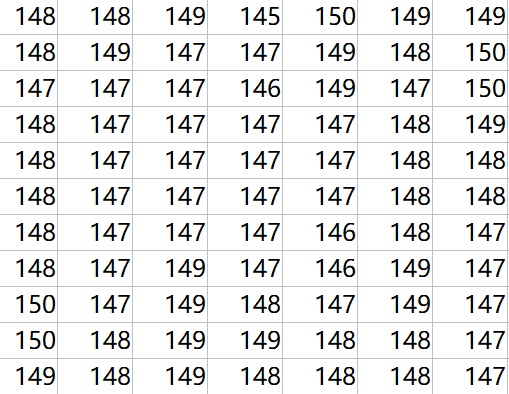 148 148 149 145 150 149 149
148 149 147 147 149 148 150
147 147 147 146 149 147 150
148 147 147 147 147 148 149
148 147 147 147 147 148 148
148 147 147 147 147 148 148
148 147 147 147 146 148 147
148 147 149 147 146 149 147
150 147 149 148 147 149 147
150 148 149 149 148 148 147
149 148 149 148 148 148 147